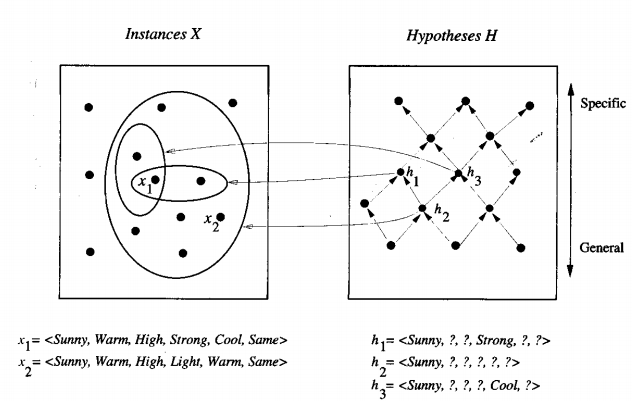 Instances X
Hypotheses H
Specific
x1
h1
h3
x2
h2
General
x1= <Sunny, Warm, High, Strong, Cool, Same>
x2= <Sunny, Warm, High, Light, Warm, Same>
h1= <Sunny, ?, ?, Strong, ?, ?>
h2= <Sunny, ?, ?, ?, ?, ?>
h3= <Sunny, ?, ?, ?, Cool, ?>